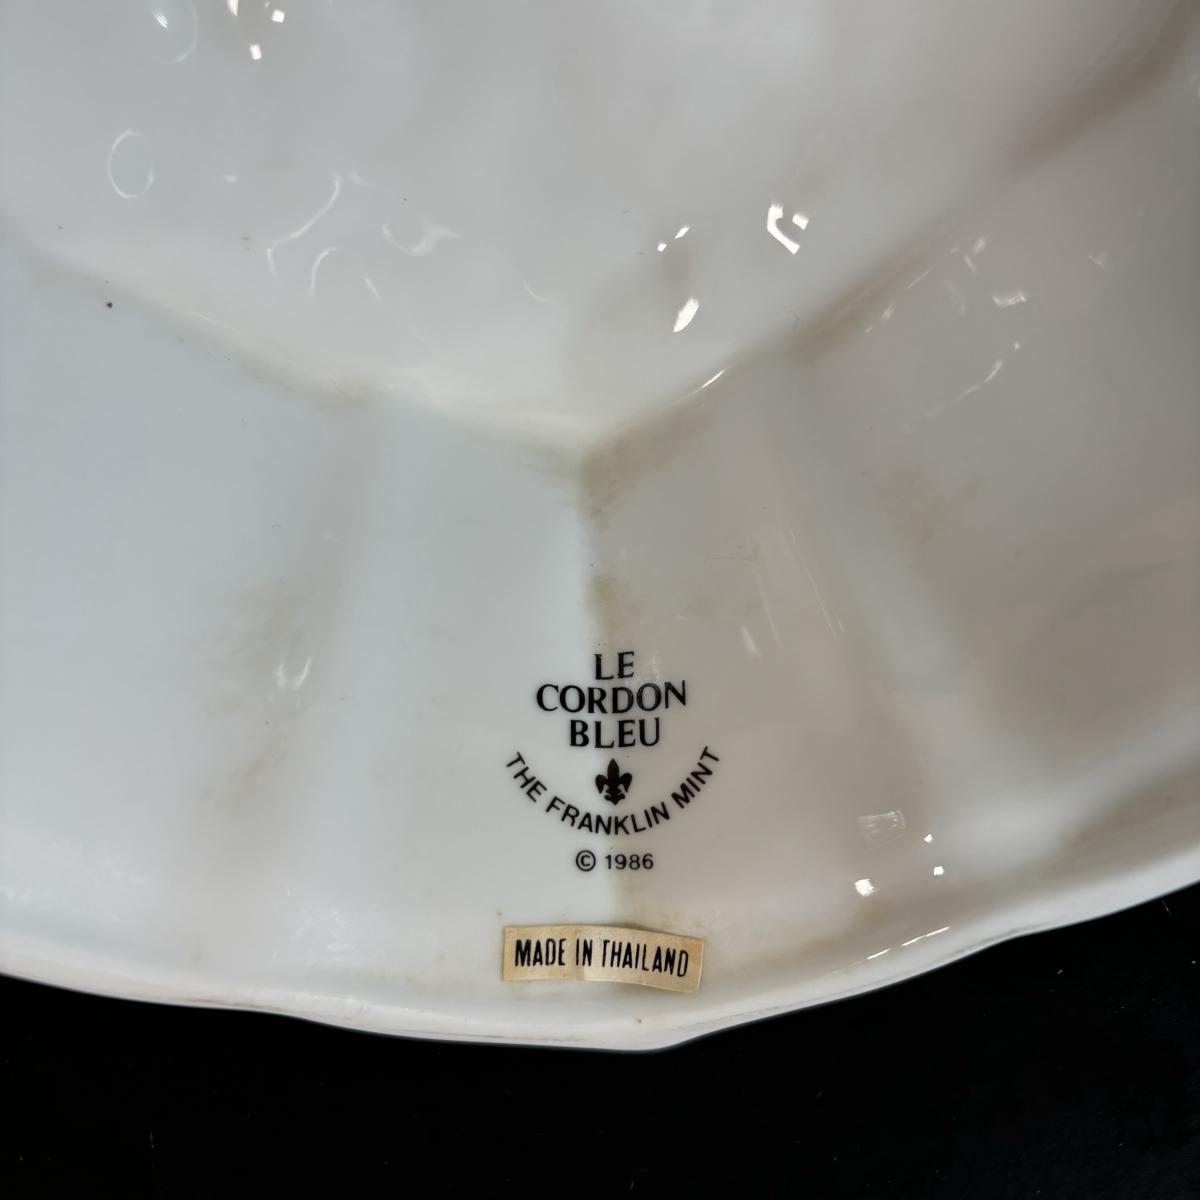 LE
CORDON
BLEU
THE FRANKLIN MINT
© 1986
MADE IN THAILAND